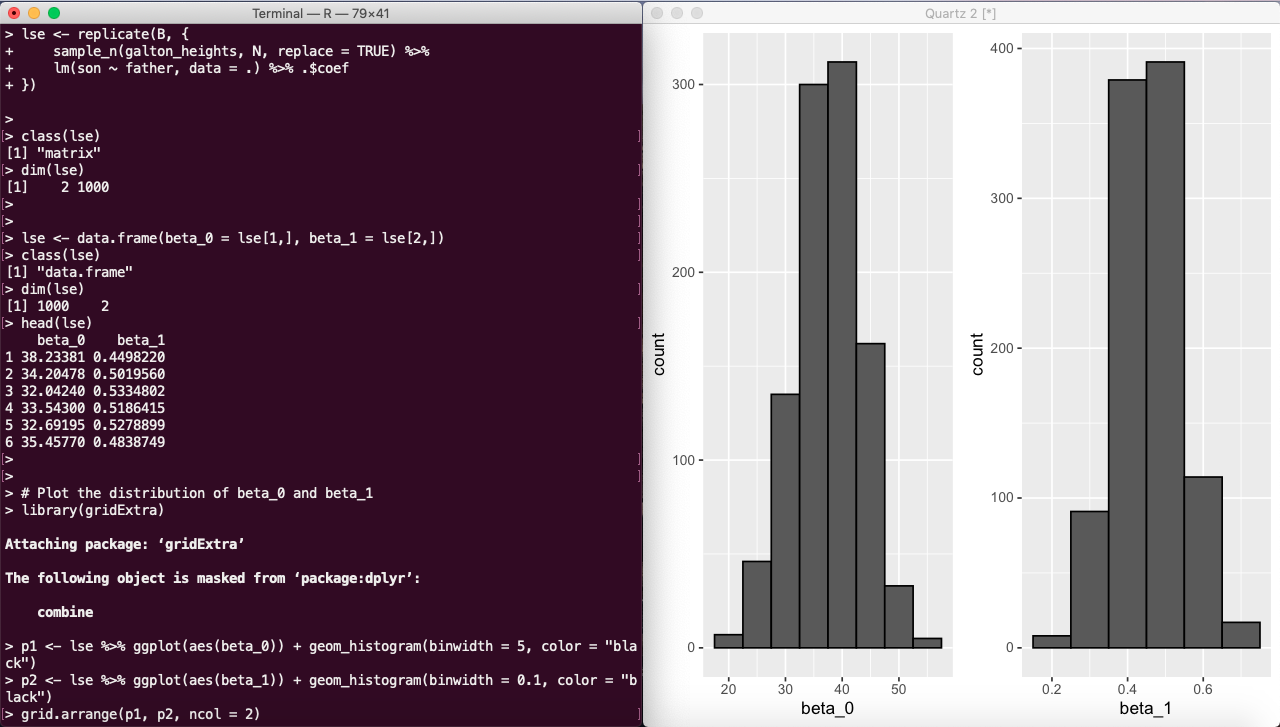 Terminal — R — 79×41
> lse <- replicate(B, {
+     sample_n(galton_heights, N, replace = TRUE) %>%
+     lm(son ~ father, data = .) %>% .$coef
+ })
>
[> class(lse) ]
[1] "matrix"
[> dim(lse) ]
[1]    2 1000
[> ]
[> ]
[> lse <- data.frame(beta_0 = lse[1,], beta_1 = lse[2,]) ]
[> class(lse) ]
[1] "data.frame"
[> dim(lse) ]
[1] 1000    2
[> head(lse) ]
    beta_0    beta_1
1 38.23381 0.4498220
2 34.20478 0.5019560
3 32.04240 0.5334802
4 33.54300 0.5186415
5 32.69195 0.5278899
6 35.45770 0.4838749
[> ]
[> ]
> # Plot the distribution of beta_0 and beta_1
> library(gridExtra)
Attaching package: ‘gridExtra’
The following object is masked from ‘package:dplyr’:
    combine
> p1 <- lse %>% ggplot(aes(beta_0)) + geom_histogram(binwidth = 5, color = "bla
ck")
> p2 <- lse %>% ggplot(aes(beta_1)) + geom_histogram(binwidth = 0.1, color = "b
lack")
[> grid.arrange(p1, p2, ncol = 2) ]
Quartz 2 [*]
300
200
100
0
count
20 30 40 50
beta_0
400
300
200
100
0
count
0.2 0.4 0.6
beta_1